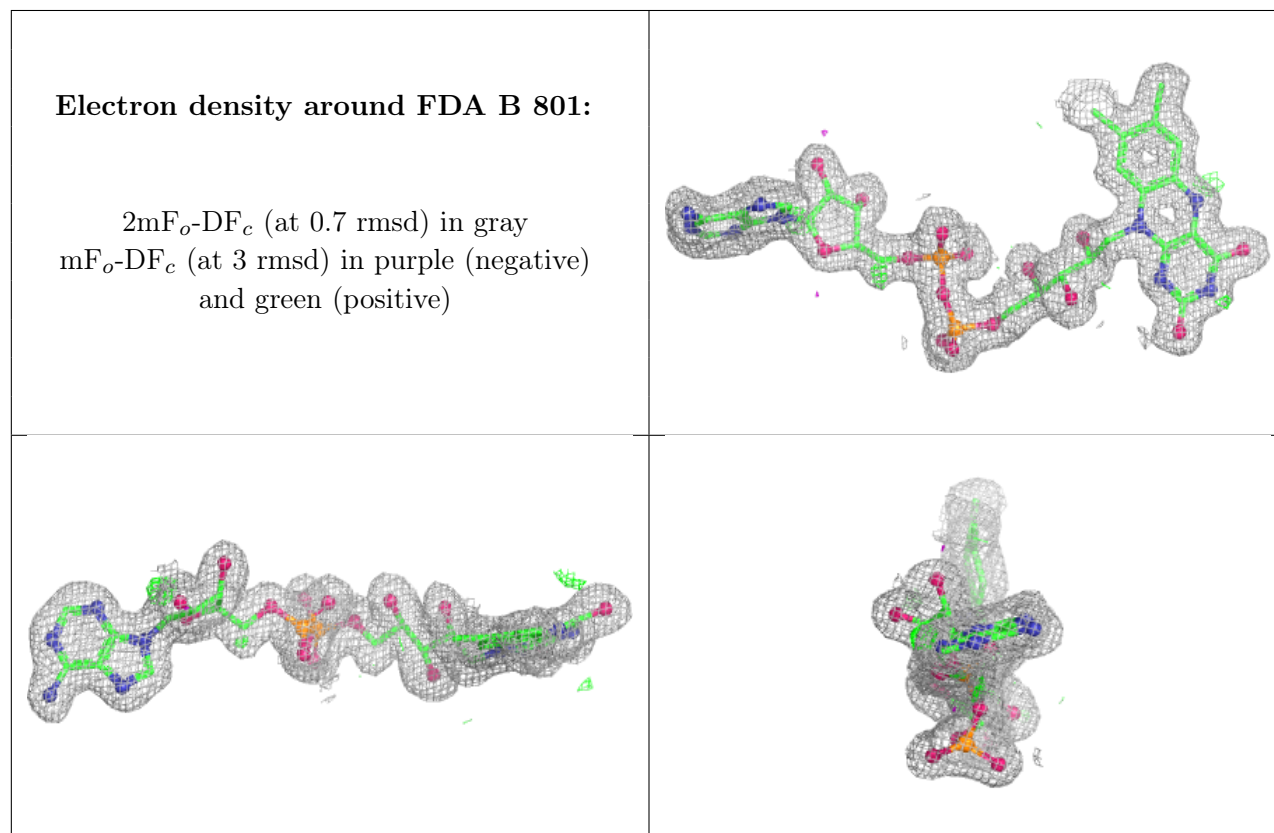 Electron density around FDA B 801:
2mFo-DFc (at 0.7 rmsd) in gray
mFo-DFc (at 3 rmsd) in purple (negative)
and green (positive)